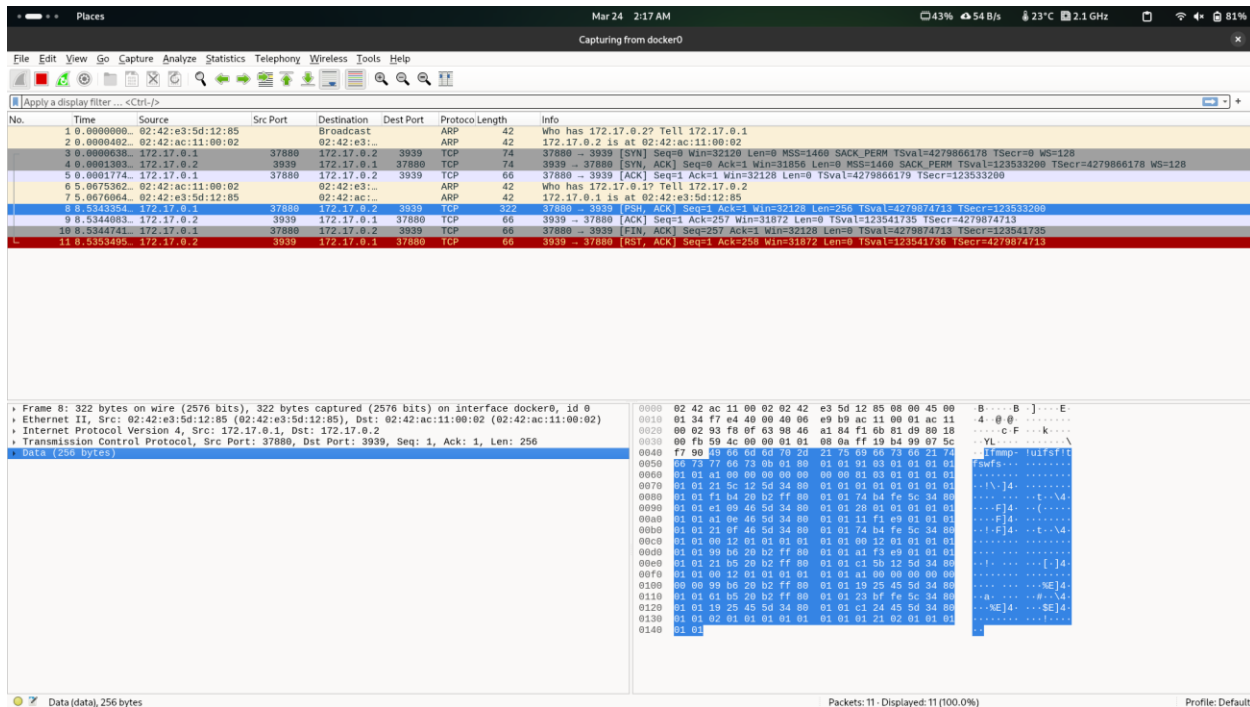 Places Mar 24 2:17 AM 43% 54 B/s 23°C 2.1 GHz 81%
Capturing from docker0
File Edit View Go Capture Analyze Statistics Telephony Wireless Tools Help
Apply a display filter ... <Ctrl-/>
No. Time Source Src Port Destination Dest Port Protocol Length Info
1 0.0000000… 02:42:e3:5d:12:85 Broadcast ARP 42 Who has 172.17.0.2? Tell 172.17.0.1
2 0.0000402… 02:42:ac:11:00:02 02:42:e3:… ARP 42 172.17.0.2 is at 02:42:ac:11:00:02
3 0.0000638… 172.17.0.1 37880 172.17.0.2 3939 TCP 74 37880 → 3939 [SYN] Seq=0 Win=32120 Len=0 MSS=1460 SACK_PERM TSval=4279866178 TSecr=0 WS=128
4 0.0001303… 172.17.0.2 3939 172.17.0.1 37880 TCP 74 3939 → 37880 [SYN, ACK] Seq=0 Ack=1 Win=31856 Len=0 MSS=1460 SACK_PERM TSval=123533200 TSecr=4279866178 WS=128
5 0.0001774… 172.17.0.1 37880 172.17.0.2 3939 TCP 66 37880 → 3939 [ACK] Seq=1 Ack=1 Win=32128 Len=0 TSval=4279866179 TSecr=123533200
6 5.0675362… 02:42:ac:11:00:02 02:42:e3:… ARP 42 Who has 172.17.0.1? Tell 172.17.0.2
7 5.0676064… 02:42:e3:5d:12:85 02:42:ac:… ARP 42 172.17.0.1 is at 02:42:e3:5d:12:85
8 8.5343354… 172.17.0.1 37880 172.17.0.2 3939 TCP 322 37880 → 3939 [PSH, ACK] Seq=1 Ack=1 Win=32128 Len=256 TSval=4279874713 TSecr=123533200
9 8.5344083… 172.17.0.2 3939 172.17.0.1 37880 TCP 66 3939 → 37880 [ACK] Seq=1 Ack=257 Win=31872 Len=0 TSval=123541735 TSecr=4279874713
10 8.5344741… 172.17.0.1 37880 172.17.0.2 3939 TCP 66 37880 → 3939 [FIN, ACK] Seq=257 Ack=1 Win=32128 Len=0 TSval=4279874713 TSecr=123541735
11 8.5353495… 172.17.0.2 3939 172.17.0.1 37880 TCP 66 3939 → 37880 [RST, ACK] Seq=1 Ack=258 Win=31872 Len=0 TSval=123541736 TSecr=4279874713
Frame 8: 322 bytes on wire (2576 bits), 322 bytes captured (2576 bits) on interface docker0, id 0
Ethernet II, Src: 02:42:e3:5d:12:85 (02:42:e3:5d:12:85), Dst: 02:42:ac:11:00:02 (02:42:ac:11:00:02)
Internet Protocol Version 4, Src: 172.17.0.1, Dst: 172.17.0.2
Transmission Control Protocol, Src Port: 37880, Dst Port: 3939, Seq: 1, Ack: 1, Len: 256
Data (256 bytes)
0000 02 42 ac 11 00 02 02 42 e3 5d 12 85 08 00 45 00 ·B·····B ·]····E·
0010 01 34 f7 e4 40 00 40 06 e9 b9 ac 11 00 01 ac 11 ·4··@·@· ········
0020 00 02 93 f8 0f 63 98 46 a1 84 f1 6b 81 d9 80 18 ·····c·F ···k····
0030 00 fb 59 4c 00 00 01 01 08 0a ff 19 b4 99 07 5c ··YL···· ·······\
0040 f7 90 49 66 6d 6d 70 2d 21 75 69 66 73 66 21 74 ··Ifmmp- !uifsf!t
0050 66 73 77 66 73 0b 01 80 01 01 91 03 01 01 01 01 fswfs··· ········
0060 01 01 a1 00 00 00 00 00 00 00 81 03 01 01 01 01 ········ ········
0070 01 01 21 5c 12 5d 34 80 01 01 01 01 01 01 01 01 ··!\·]4· ········
0080 01 01 f1 b4 20 b2 ff 80 01 01 74 b4 fe 5c 34 80 ···· ··· ··t··\4·
0090 01 01 e1 09 46 5d 34 80 01 01 28 01 01 01 01 01 ····F]4· ··(·····
00a0 01 01 a1 0e 46 5d 34 80 01 01 11 f1 e9 01 01 01 ····F]4· ········
00b0 01 01 21 0f 46 5d 34 80 01 01 74 b4 fe 5c 34 80 ··!·F]4· ··t··\4·
00c0 01 01 00 12 01 01 01 01 01 01 00 12 01 01 01 01 ········ ········
00d0 01 01 99 b6 20 b2 ff 80 01 01 a1 f3 e9 01 01 01 ···· ··· ········
00e0 01 01 21 b5 20 b2 ff 80 01 01 c1 5b 12 5d 34 80 ··!· ··· ···[·]4·
00f0 01 01 00 12 01 01 01 01 01 01 a1 00 00 00 00 00 ········ ········
0100 00 00 99 b6 20 b2 ff 80 01 01 19 25 45 5d 34 80 ···· ··· ···%E]4·
0110 01 01 61 b5 20 b2 ff 80 01 01 23 bf fe 5c 34 80 ··a· ··· ··#··\4·
0120 01 01 19 25 45 5d 34 80 01 01 c1 24 45 5d 34 80 ···%E]4· ···$E]4·
0130 01 01 02 01 01 01 01 01 01 01 01 21 02 01 01 01 ········ ···!····
0140 01 01 ··
Data (data), 256 bytes Packets: 11 · Displayed: 11 (100.0%) Profile: Default